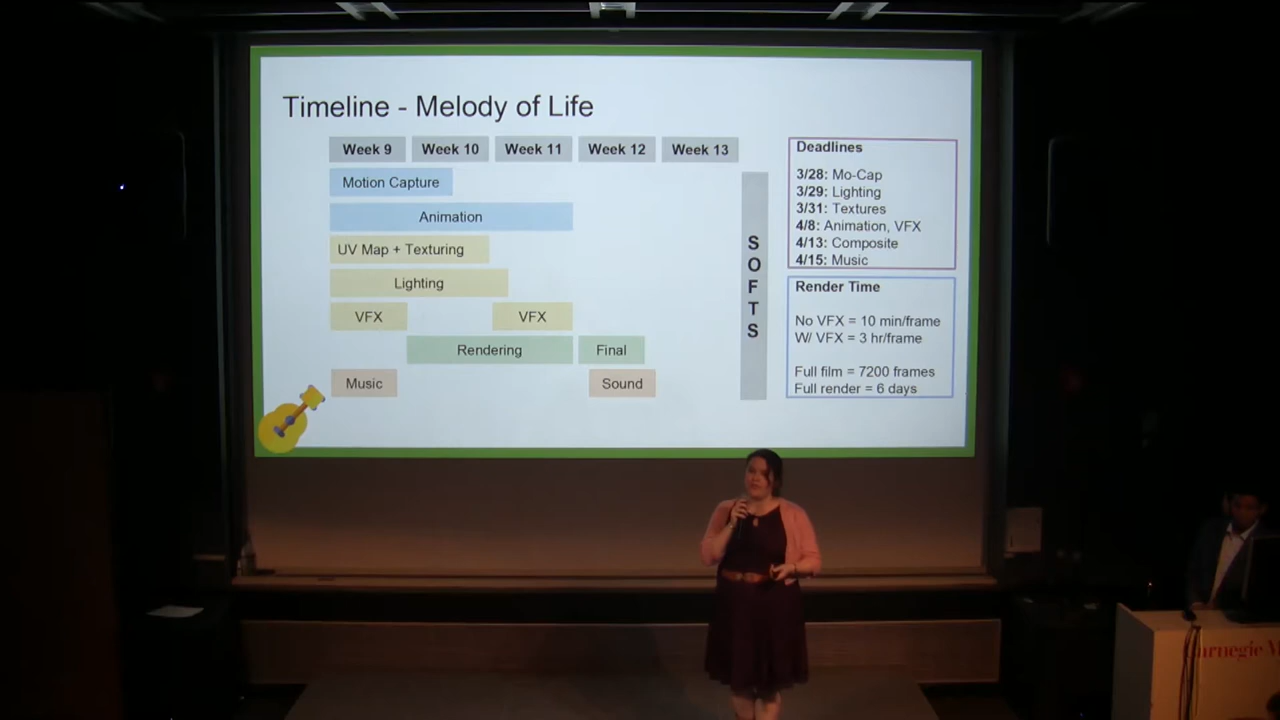 Timeline - Melody of Life
Week 9 Week 10 Week 11 Week 12 Week 13
Motion Capture
Animation
UV Map + Texturing
Lighting
VFX VFX
Rendering Final
Music Sound
SOFTS
Deadlines
3/28: Mo-Cap
3/29: Lighting
3/31: Textures
4/8: Animation, VFX
4/13: Composite
4/15: Music
Render Time
No VFX = 10 min/frame
W/ VFX = 3 hr/frame
Full film = 7200 frames
Full render = 6 days
Carnegie M